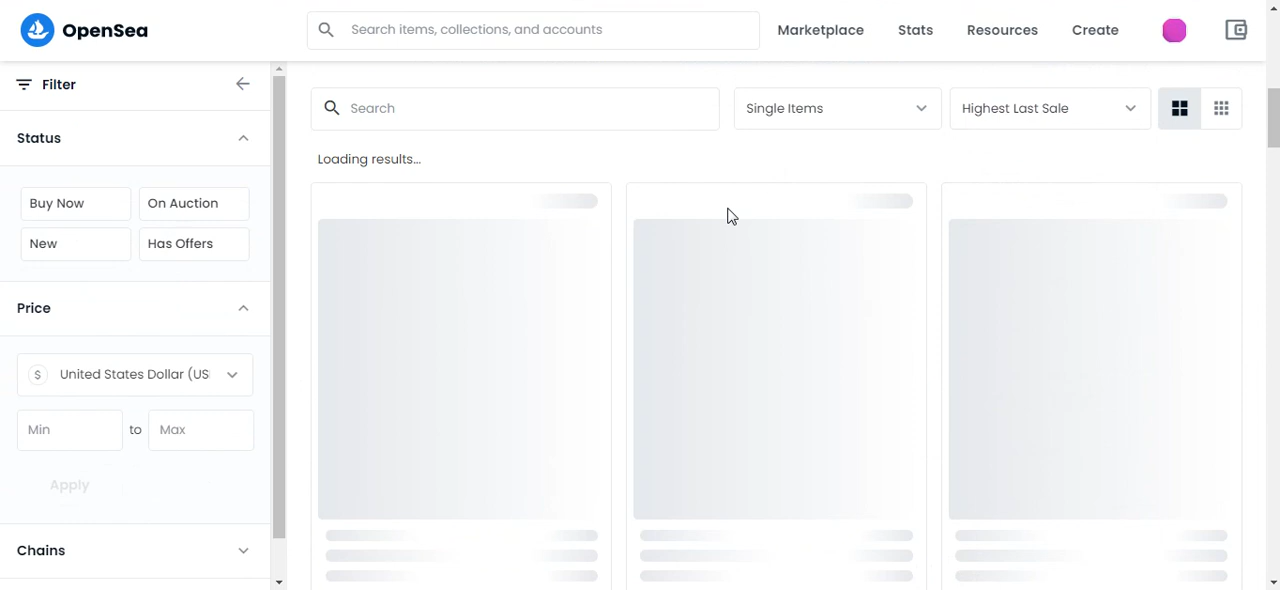 OpenSea
Search items, collections, and accounts
Marketplace
Stats
Resources
Create
Filter
Status
Buy Now
On Auction
New
Has Offers
Price
$
United States Dollar (US
Min
to
Max
Apply
Chains
Search
Single Items
Highest Last Sale
Loading results...